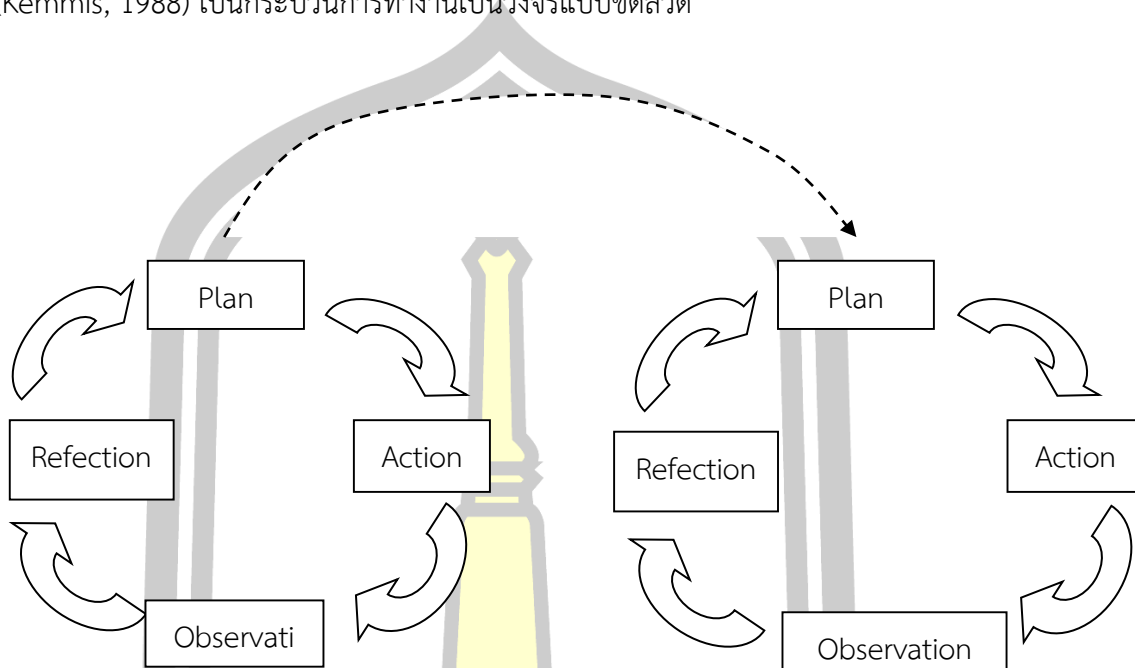 (Kemmis, 1988) เป็นกระบวนการทำงานเป็นวงจรแบบขดลวด
Plan
Plan
Refection
Action
Refection
Action
Observati
Observation